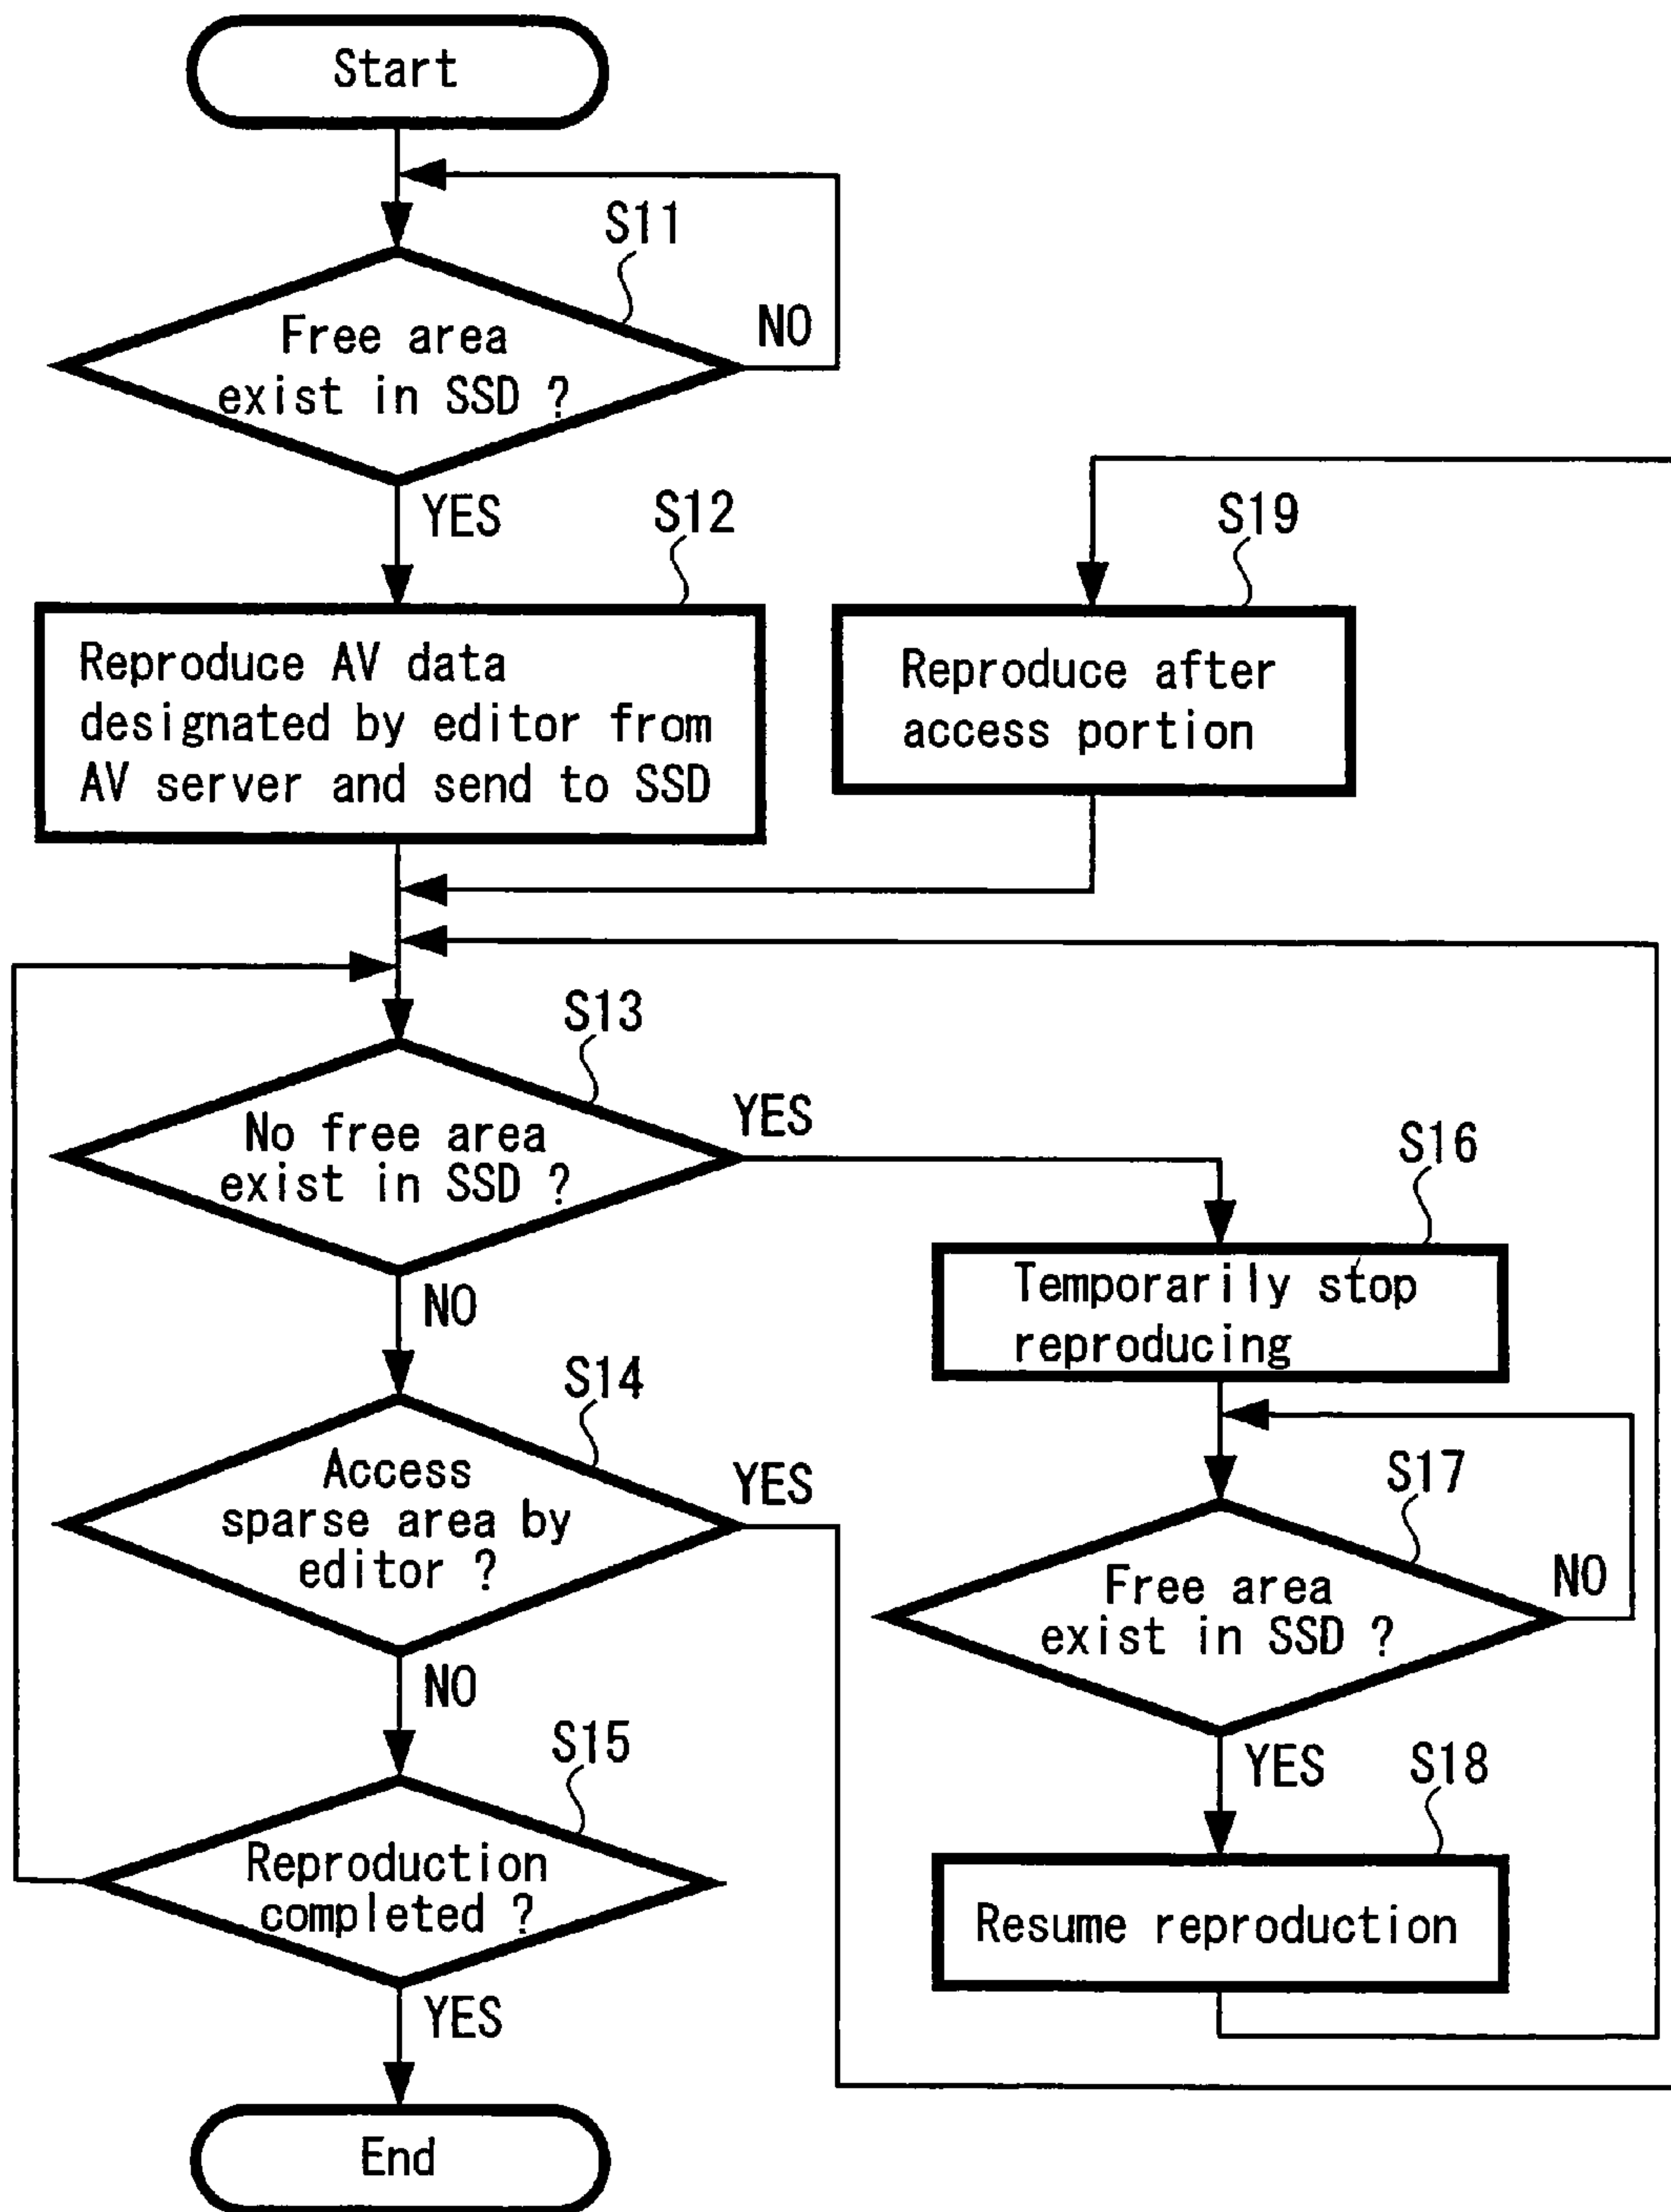 Start
S11
Free area
exist in SSD ?
NO
YES
S12
Reproduce AV data
designated by editor from
AV server and send to SSD
S19
Reproduce after
access portion
S13
No free area
exist in SSD ?
YES
NO
S16
Temporarily stop
reproducing
S14
Access
sparse area by
editor ?
YES
NO
S17
Free area
exist in SSD ?
NO
YES
S15
Reproduction
completed ?
YES
S18
Resume reproduction
End